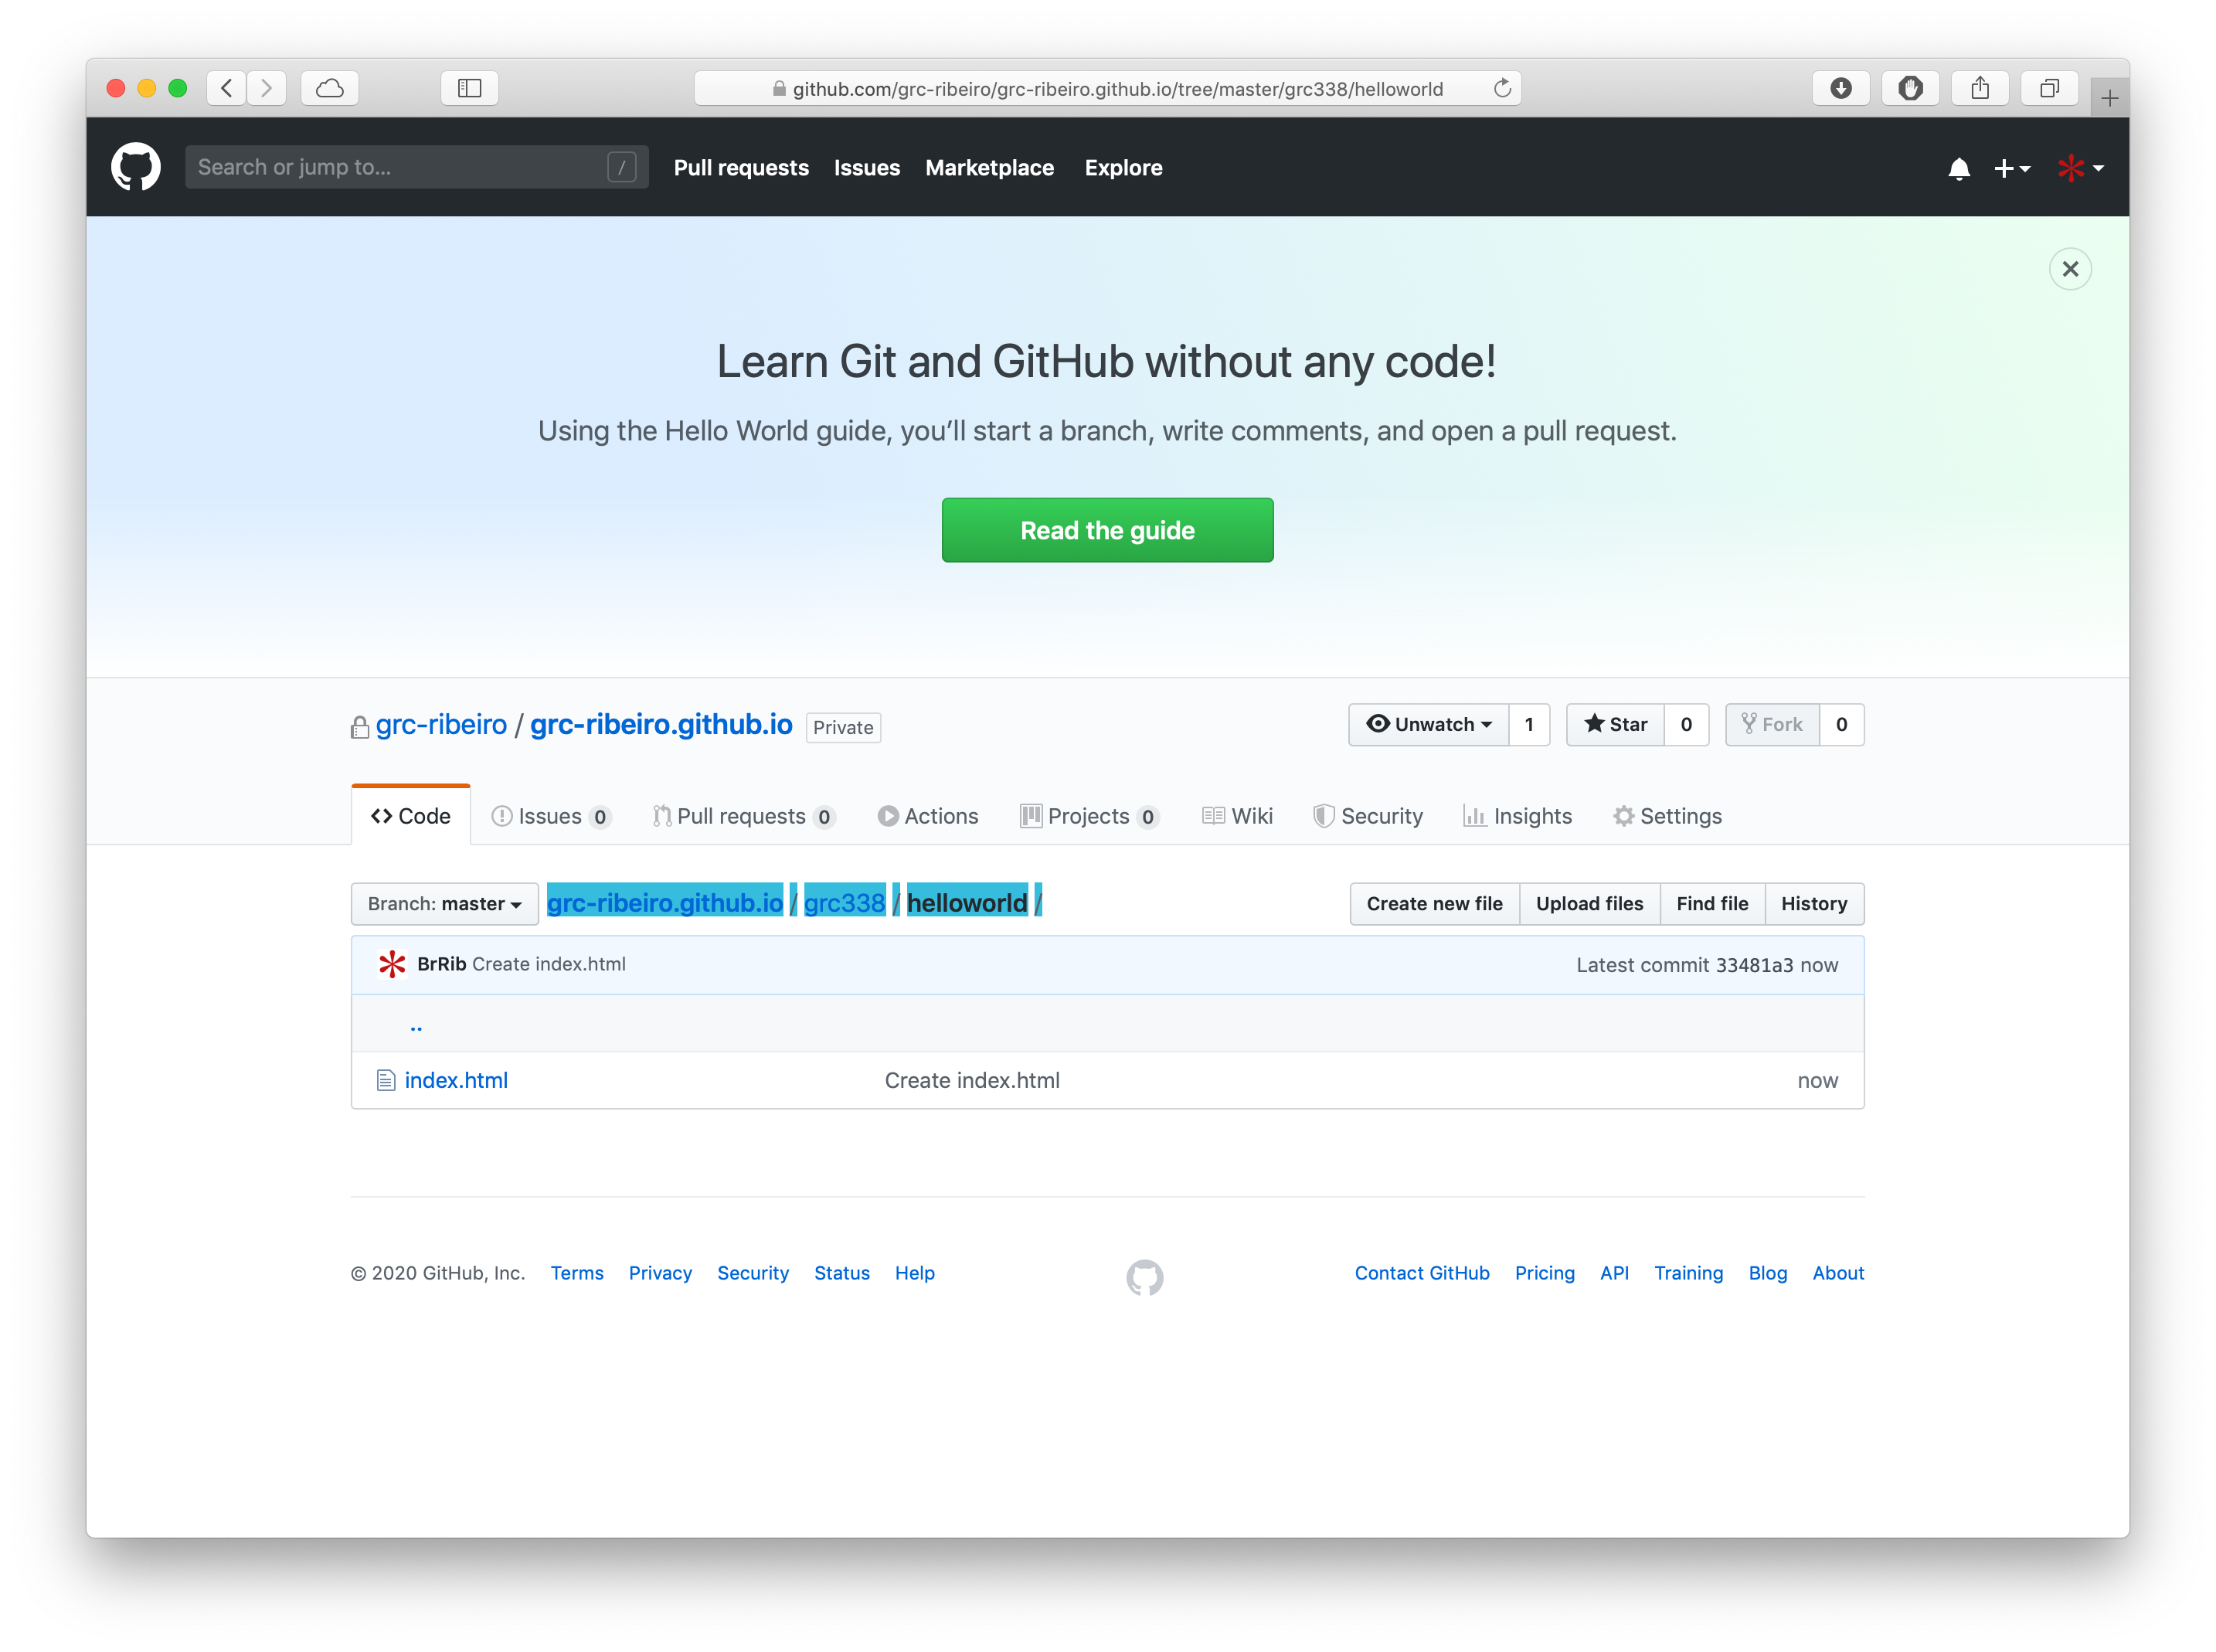 github.com/grc-ribeiro/grc-ribeiro.github.io/tree/master/grc338/helloworld
Search or jump to... / Pull requests Issues Marketplace Explore
Learn Git and GitHub without any code!
Using the Hello World guide, you’ll start a branch, write comments, and open a pull request.
Read the guide
grc-ribeiro / grc-ribeiro.github.io Private Unwatch 1 Star 0 Fork 0
Code Issues 0 Pull requests 0 Actions Projects 0 Wiki Security Insights Settings
Branch: master grc-ribeiro.github.io / grc338 / helloworld / Create new file Upload files Find file History
BrRib Create index.html Latest commit 33481a3 now
..
index.html Create index.html now
© 2020 GitHub, Inc. Terms Privacy Security Status Help Contact GitHub Pricing API Training Blog About